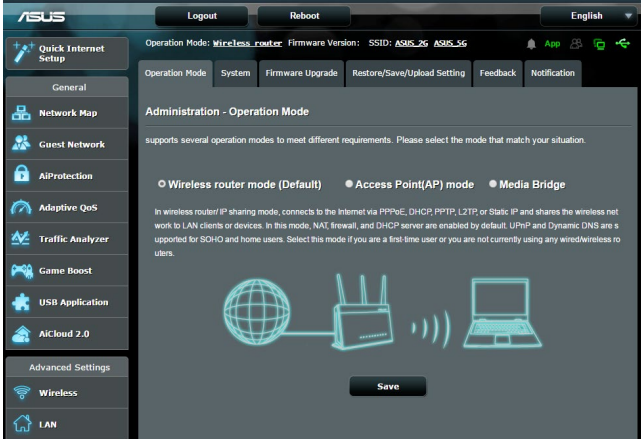 ASUS
Logout
Reboot
English
Quick Internet
Setup
Operation Mode: Wireless router Firmware Version: SSID: ASUS_2G ASUS_5G
App
Operation Mode
System
Firmware Upgrade
Restore/Save/Upload Setting
Feedback
Notification
General
Network Map
Guest Network
AiProtection
Adaptive QoS
Traffic Analyzer
Game Boost
USB Application
AiCloud 2.0
Advanced Settings
Wireless
LAN
Administration - Operation Mode
supports several operation modes to meet different requirements. Please select the mode that match your situation.
Wireless router mode (Default)
Access Point(AP) mode
Media Bridge
In wireless router/ IP sharing mode, connects to the Internet via PPPoE, DHCP, PPTP, L2TP, or Static IP and shares the wireless net
work to LAN clients or devices. In this mode, NAT, firewall, and DHCP server are enabled by default. UPnP and Dynamic DNS are s
upported for SOHO and home users. Select this mode if you are a first-time user or you are not currently using any wired/wireless ro
uters.
Save